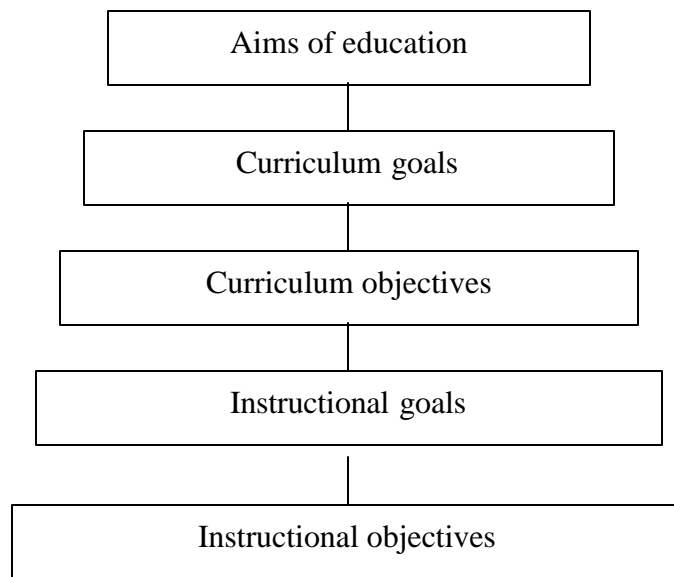 Aims of education
Curriculum goals
Curriculum objectives
Instructional goals
Instructional objectives